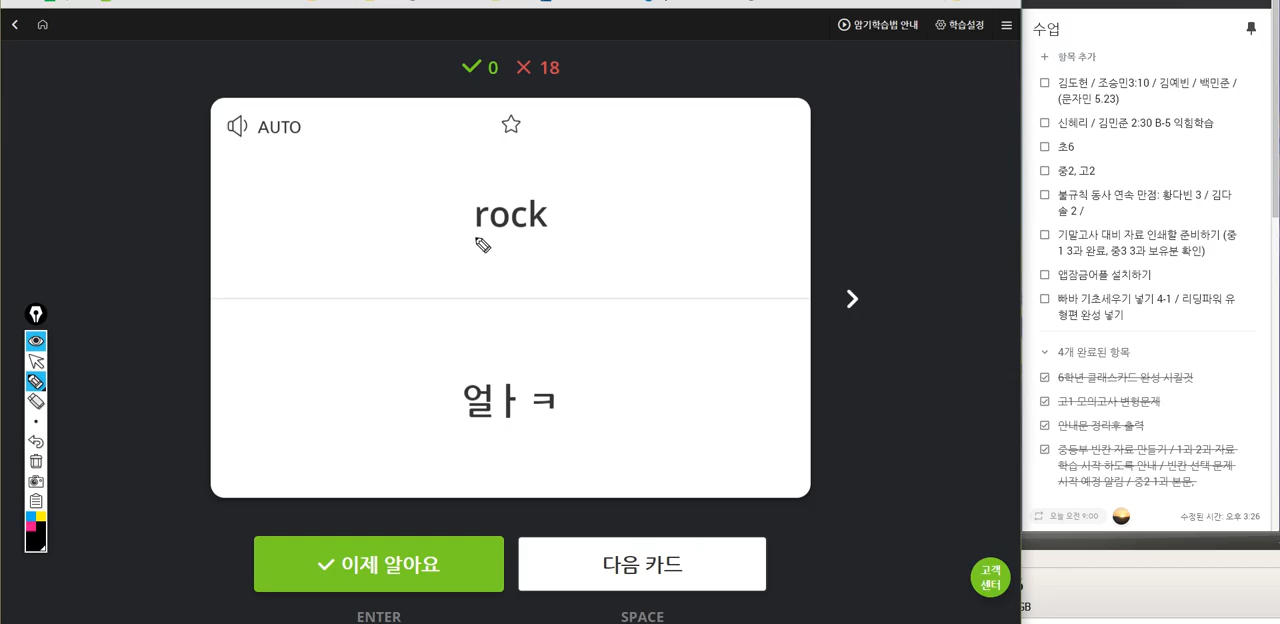 암기학습법 안내 학습설정
0 18
AUTO
rock
얼ㅏ ㅋ
이제 알아요
다음 카드
ENTER
SPACE
고객
센터
수업
항목 추가
김도현 / 조승민3:10 / 김예빈 / 백민준 /
(문자민 5.23)
신혜리 / 김민준 2:30 B-5 익힘학습
초6
중2, 고2
불규칙 동사 연속 만점: 황다빈 3 / 김다
솔 2 /
기말고사 대비 자료 인쇄할 준비하기 (중
1 3과 완료, 중3 3과 보유분 확인)
앱잠금어플 설치하기
빠바 기초세우기 넣기 4-1 / 리딩파워 유
형편 완성 넣기
4개 완료된 항목
6학년 클래스카드 완성 시킬것
고1 모의고사 변형문제
안내문 정리후 출력
중등부 빈칸 자료 만들기 / 1과 2과 자료
학습 시작 하도록 안내 / 빈칸 선택 문제
시작 예정 알림 / 중2 1과 본문,
오늘 오전 9:00
수정된 시간: 오후 3:26
GB